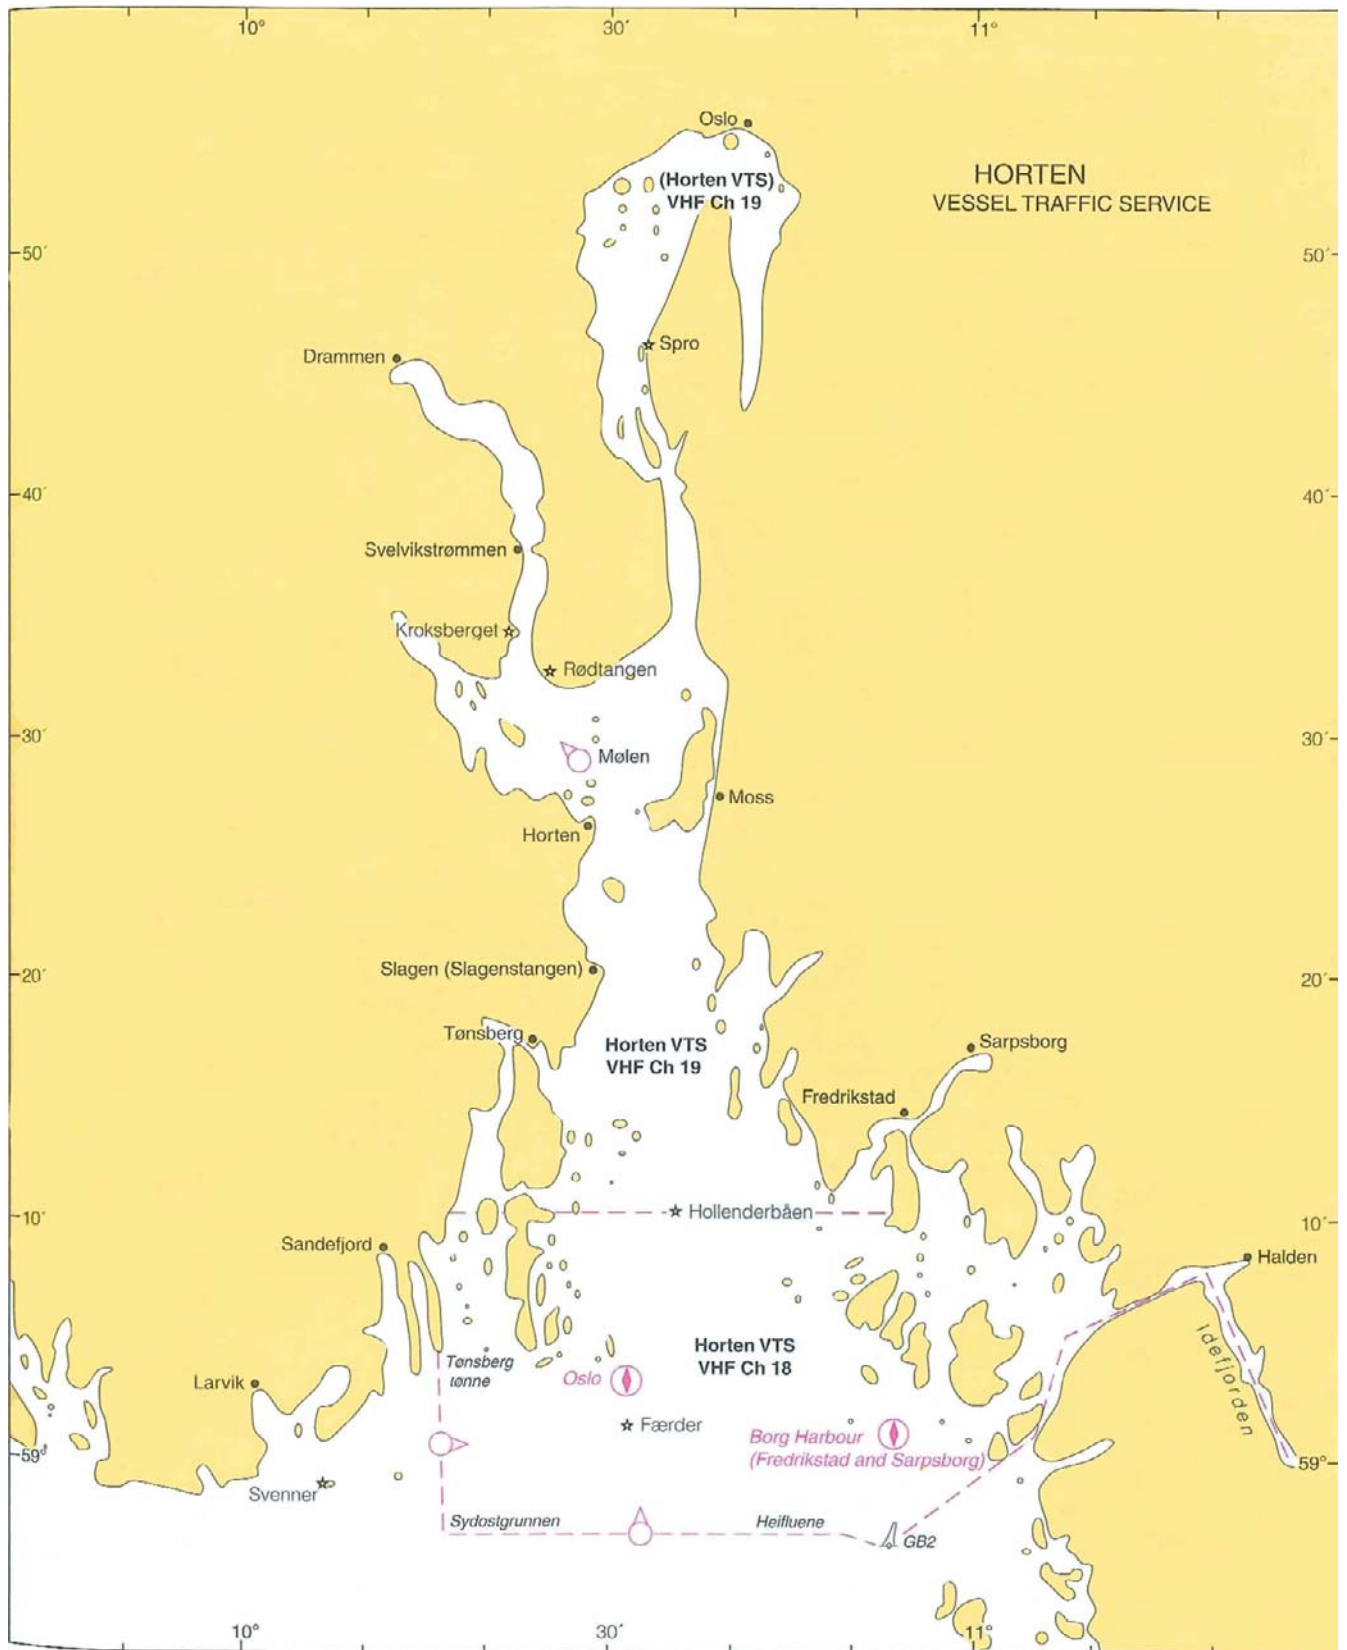 10°
30´
11°
Oslo
(Horten VTS)
VHF Ch 19
HORTEN
VESSEL TRAFFIC SERVICE
50´
50´
Spro
Drammen
40´
40´
Svelvikstrømmen
Kroksberget
Rødtangen
30´
30´
Mølen
Moss
Horten
Slagen (Slagenstangen)
20´
20´
Tønsberg
Horten VTS
VHF Ch 19
Sarpsborg
Fredrikstad
10´
Hollenderbåen
10´
Sandefjord
Halden
Horten VTS
VHF Ch 18
Tønsberg
tønne
Idefjorden
Larvik
Oslo
Færder
Borg Harbour
(Fredrikstad and Sarpsborg)
59°
59°
Svenner
Sydostgrunnen
Heifluene
GB2
10°
30´
11°